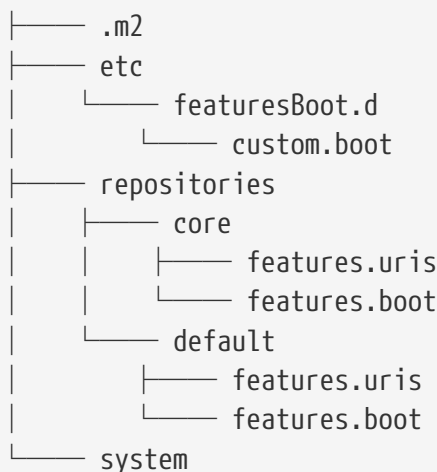 ├──── .m2
├──── etc
│     └──── featuresBoot.d
│           └──── custom.boot
├──── repositories
│     ├──── core
│     │     ├──── features.uris
│     │     └──── features.boot
│     └──── default
│           ├──── features.uris
│           └──── features.boot
└──── system